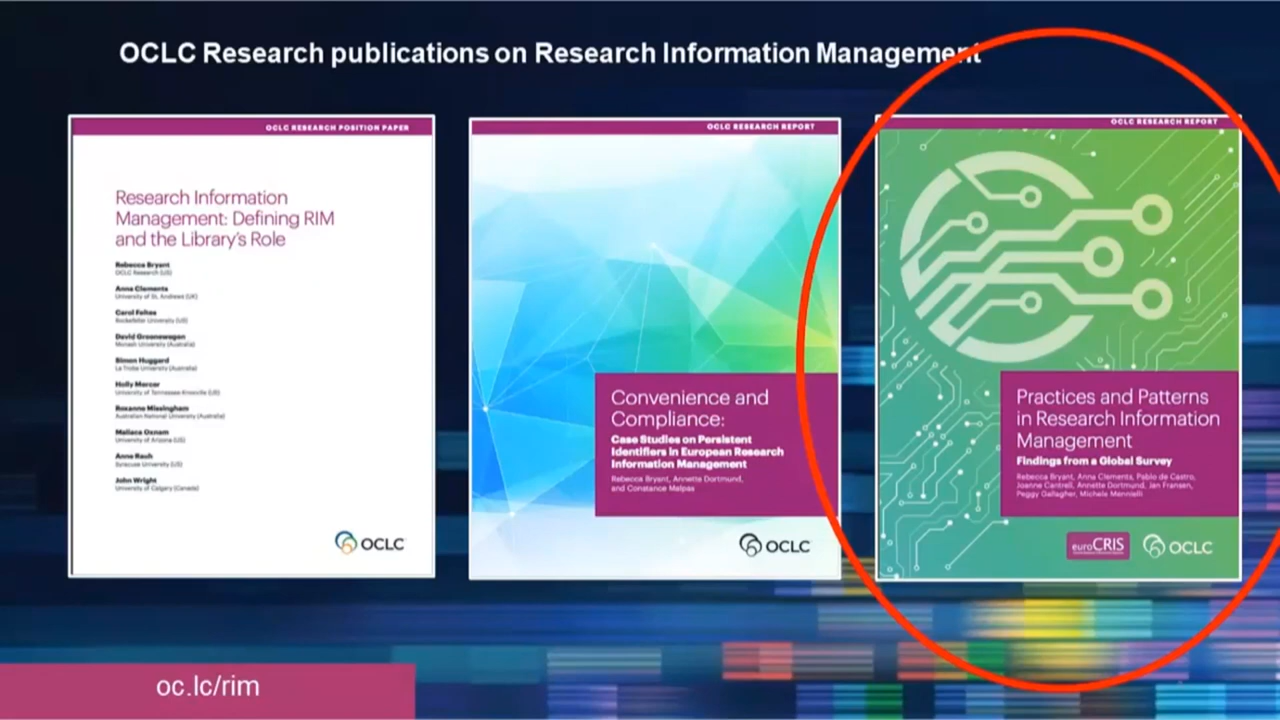 OCLC Research publications on Research Information Management
OCLC RESEARCH POSITION PAPER
Research Information
Management: Defining RIM
and the Library's Role
Rebecca Bryant
OCLC Research (US)
Anna Clements
University of St. Andrews (UK)
Carol Feltes
Rockefeller University (US)
David Groenewegen
Monash University (Australia)
Simon Huggard
La Trobe University (Australia)
Holly Mercer
University of Tennessee-Knoxville (US)
Roxanne Missingham
Australian National University (Australia)
Maliaca Oxnam
University of Arizona (US)
Anne Rauh
Syracuse University (US)
John Wright
University of Calgary (Canada)
OCLC
OCLC RESEARCH REPORT
Convenience and
Compliance:
Case Studies on Persistent
Identifiers in European Research
Information Management
Rebecca Bryant, Annette Dortmund,
and Constance Malpas
OCLC
OCLC RESEARCH REPORT
Practices and Patterns
in Research Information
Management
Findings from a Global Survey
Rebecca Bryant, Anna Clements, Pablo de Castro,
Joanne Cantrell, Annette Dortmund, Jan Fransen,
Peggy Gallagher, Michele Mennielli
euroCRIS
OCLC
oc.lc/rim